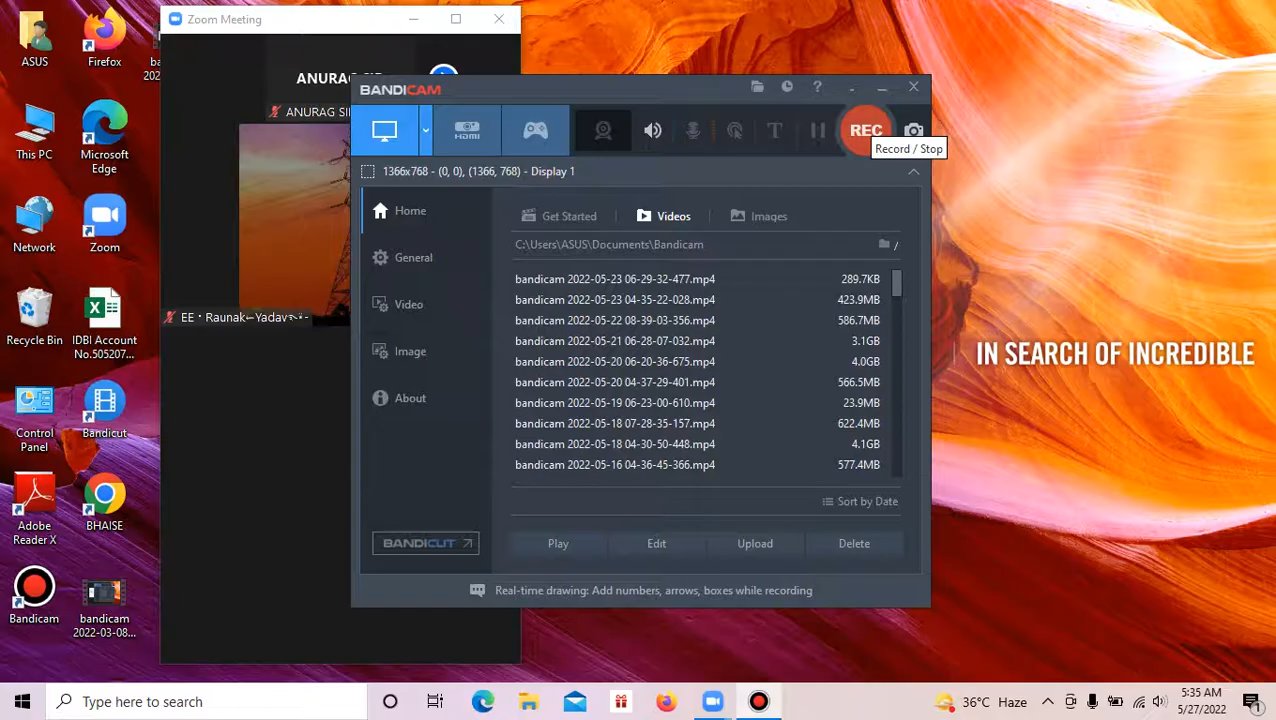 ASUS
Firefox
This PC
Microsoft
Edge
Network
Zoom
Recycle Bin
IDBI Account
No.505207...
Control
Panel
Bandicut
Adobe
Reader X
BHAISE
Bandicam
bandicam
2022-03-08...
Zoom Meeting
ANURAG
ANURAG
EE • Raunak Yadav
BANDICAM
HDMI
REC
Record / Stop
1366x768 - (0, 0), (1366, 768) - Display 1
Home
General
Video
Image
About
BANDICUT
Get Started
Videos
Images
C:\Users\ASUS\Documents\Bandicam
/
bandicam 2022-05-23 06-29-32-477.mp4 289.7KB
bandicam 2022-05-23 04-35-22-028.mp4 423.9MB
bandicam 2022-05-22 08-39-03-356.mp4 586.7MB
bandicam 2022-05-21 06-28-07-032.mp4 3.1GB
bandicam 2022-05-20 06-20-36-675.mp4 4.0GB
bandicam 2022-05-20 04-37-29-401.mp4 566.5MB
bandicam 2022-05-19 06-23-00-610.mp4 23.9MB
bandicam 2022-05-18 07-28-35-157.mp4 622.4MB
bandicam 2022-05-18 04-30-50-448.mp4 4.1GB
bandicam 2022-05-16 04-36-45-366.mp4 577.4MB
Sort by Date
Play
Edit
Upload
Delete
Real-time drawing: Add numbers, arrows, boxes while recording
IN SEARCH OF INCREDIBLE
Type here to search
36°C Haze
5:35 AM
5/27/2022
1